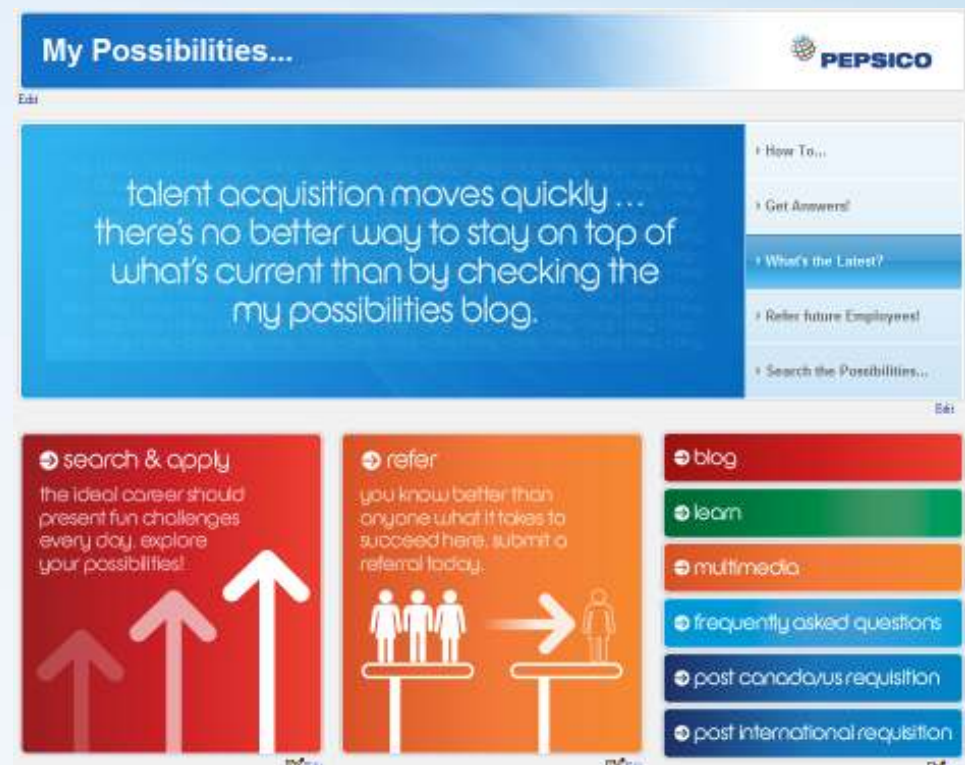 My Possibilities...
PEPSICO
Edit
talent acquisition moves quickly ...
there's no better way to stay on top of
what's current than by checking the
my possibilities blog.
How To...
Get Answers!
What's the Latest?
Refer future Employees!
Search the Possibilities...
Edit
search & apply
the ideal career should
present fun challenges
every day. explore
your possibilities!
refer
you know better than
anyone what it takes to
succeed here. submit a
referral today.
blog
learn
multimedia
frequently asked questions
post canada/us requisition
post international requisition